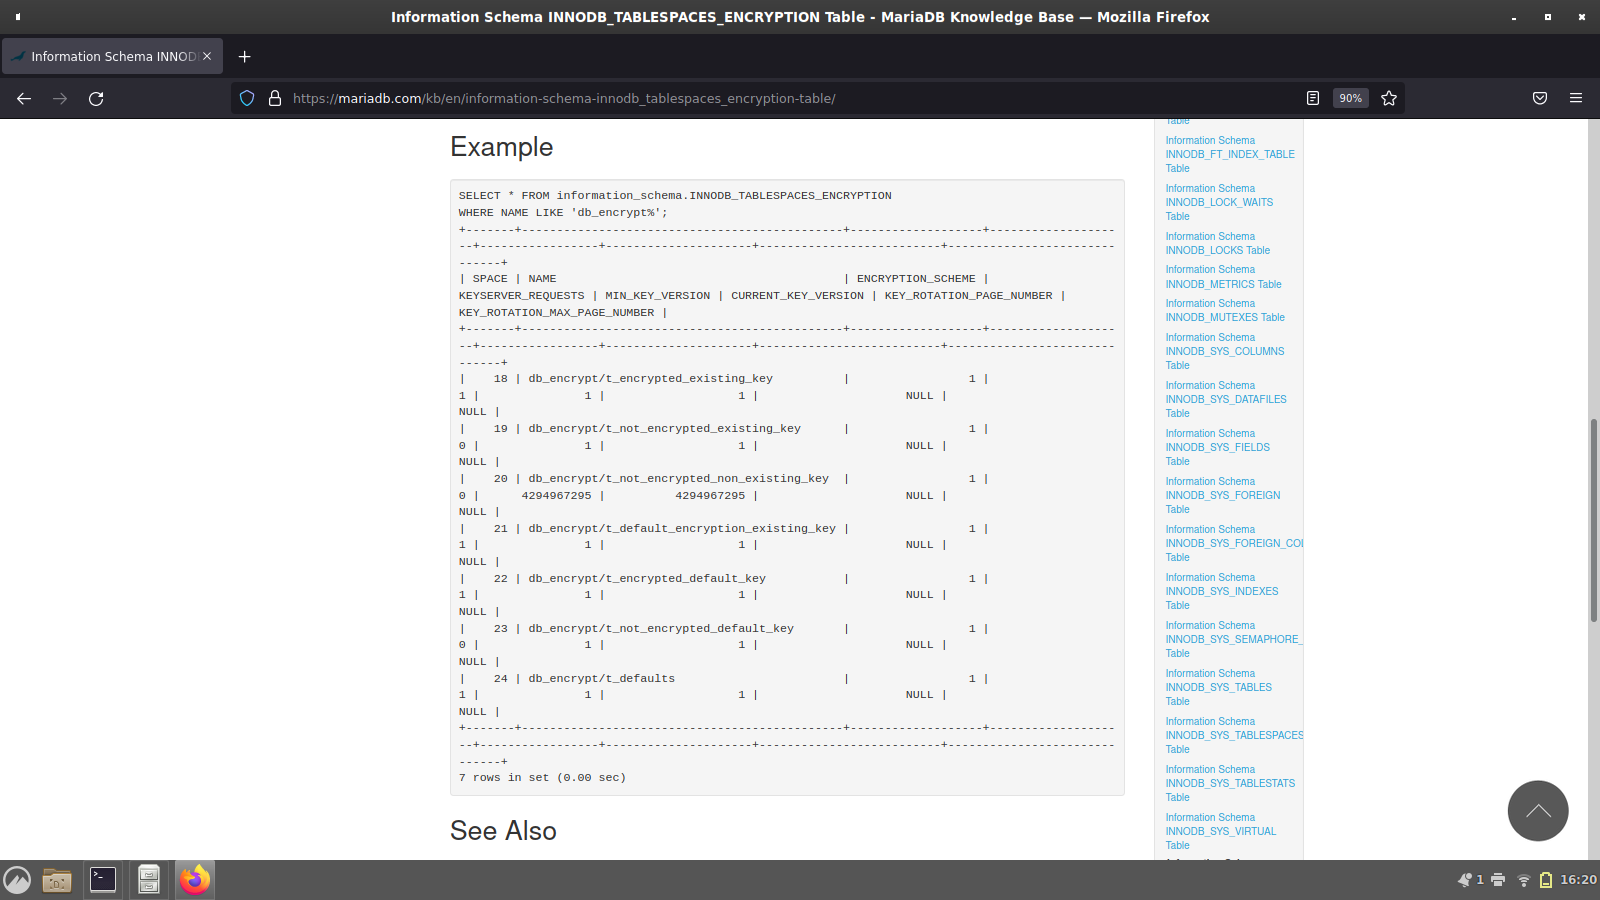 Information Schema INNODB_TABLESPACES_ENCRYPTION Table - MariaDB Knowledge Base — Mozilla Firefox
Information Schema INNOD
https://mariadb.com/kb/en/information-schema-innodb_tablespaces_encryption-table/
90%
Example
SELECT * FROM information_schema.INNODB_TABLESPACES_ENCRYPTION
WHERE NAME LIKE 'db_encrypt%';
+-------+----------------------------------------------+-------------------+------------------
--+-----------------+---------------------+--------------------------+------------------------
------+
| SPACE | NAME                                         | ENCRYPTION_SCHEME |
KEYSERVER_REQUESTS | MIN_KEY_VERSION | CURRENT_KEY_VERSION | KEY_ROTATION_PAGE_NUMBER |
KEY_ROTATION_MAX_PAGE_NUMBER |
+-------+----------------------------------------------+-------------------+------------------
--+-----------------+---------------------+--------------------------+------------------------
------+
|    18 | db_encrypt/t_encrypted_existing_key          |                 1 |
1 |               1 |                   1 |                     NULL |
NULL |
|    19 | db_encrypt/t_not_encrypted_existing_key      |                 1 |
0 |               1 |                   1 |                     NULL |
NULL |
|    20 | db_encrypt/t_not_encrypted_non_existing_key  |                 1 |
0 |      4294967295 |          4294967295 |                     NULL |
NULL |
|    21 | db_encrypt/t_default_encryption_existing_key |                 1 |
1 |               1 |                   1 |                     NULL |
NULL |
|    22 | db_encrypt/t_encrypted_default_key           |                 1 |
1 |               1 |                   1 |                     NULL |
NULL |
|    23 | db_encrypt/t_not_encrypted_default_key       |                 1 |
0 |               1 |                   1 |                     NULL |
NULL |
|    24 | db_encrypt/t_defaults                        |                 1 |
1 |               1 |                   1 |                     NULL |
NULL |
+-------+----------------------------------------------+-------------------+------------------
--+-----------------+---------------------+--------------------------+------------------------
------+
7 rows in set (0.00 sec)
See Also
Table
Information Schema
INNODB_FT_INDEX_TABLE
Table
Information Schema
INNODB_LOCK_WAITS
Table
Information Schema
INNODB_LOCKS Table
Information Schema
INNODB_METRICS Table
Information Schema
INNODB_MUTEXES Table
Information Schema
INNODB_SYS_COLUMNS
Table
Information Schema
INNODB_SYS_DATAFILES
Table
Information Schema
INNODB_SYS_FIELDS
Table
Information Schema
INNODB_SYS_FOREIGN
Table
Information Schema
INNODB_SYS_FOREIGN_COL
Table
Information Schema
INNODB_SYS_INDEXES
Table
Information Schema
INNODB_SYS_SEMAPHORE_
Table
Information Schema
INNODB_SYS_TABLES
Table
Information Schema
INNODB_SYS_TABLESPACES
Table
Information Schema
INNODB_SYS_TABLESTATS
Table
Information Schema
INNODB_SYS_VIRTUAL
Table
1
16:20